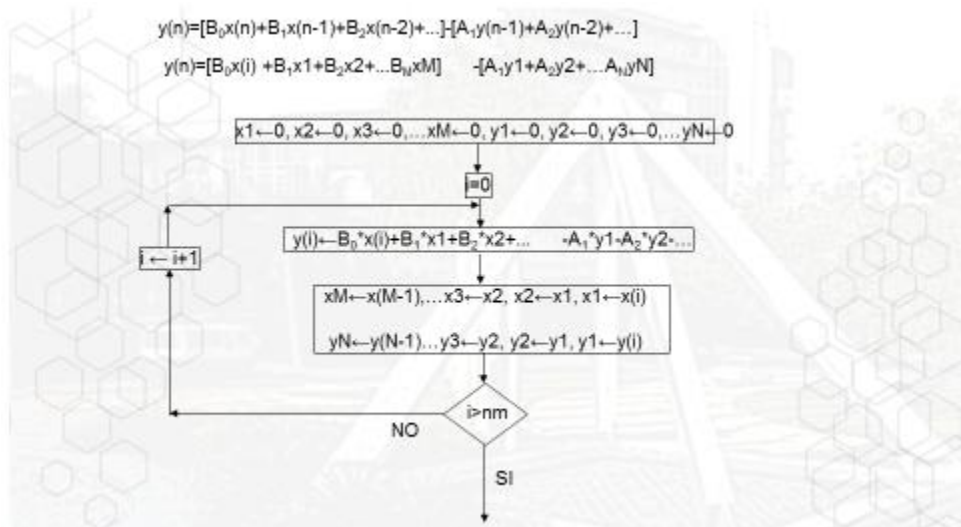 y(n)=[B₀x(n)+B₁x(n-1)+B₂x(n-2)+...]-[A₁y(n-1)+A₂y(n-2)+…]
y(n)=[B₀x(i) +B₁x1+B₂x2+...BₘxM] -[A₁y1+A₂y2+…AₙyN]
x1←0, x2←0, x3←0,…xM←0, y1←0, y2←0, y3←0,…yN←0
i=0
y(i)←B₀*x(i)+B₁*x1+B₂*x2+... -A₁*y1-A₂*y2-…
i ← i+1
xM←x(M-1),…x3←x2, x2←x1, x1←x(i)
yN←y(N-1)…y3←y2, y2←y1, y1←y(i)
i>nm
NO
SI